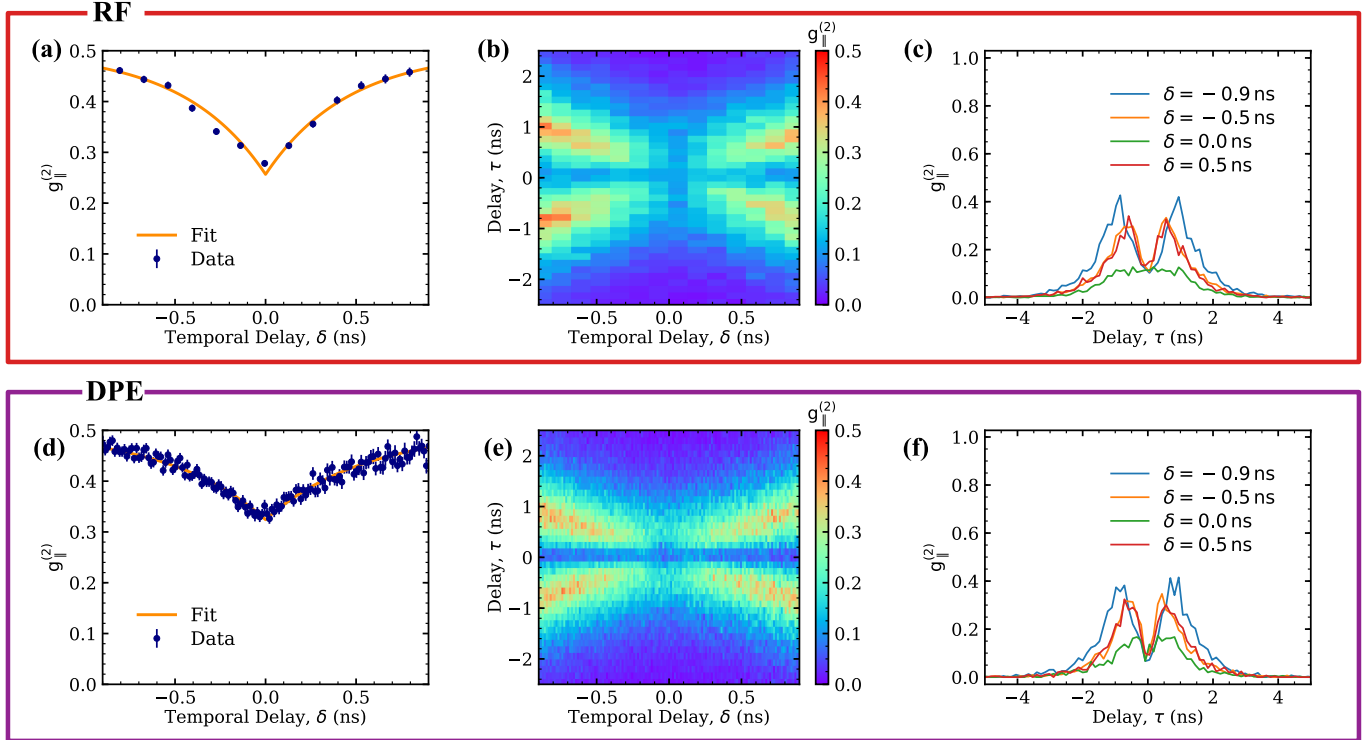 RF
(a)
0.5
0.4
0.3
0.2
0.1
0.0
g∥(2)
Fit
Data
−0.5 0.0 0.5
Temporal Delay, δ (ns)
(b)
g∥(2)
2
1
0
−1
−2
Delay, τ (ns)
−0.5 0.0 0.5
Temporal Delay, δ (ns)
0.5
0.4
0.3
0.2
0.1
0.0
(c)
1.0
0.8
0.6
0.4
0.2
0.0
g∥(2)
δ = − 0.9 ns
δ = − 0.5 ns
δ = 0.0 ns
δ = 0.5 ns
−4 −2 0 2 4
Delay, τ (ns)
DPE
(d)
0.5
0.4
0.3
0.2
0.1
0.0
g∥(2)
Fit
Data
−0.5 0.0 0.5
Temporal Delay, δ (ns)
(e)
g∥(2)
2
1
0
−1
−2
Delay, τ (ns)
−0.5 0.0 0.5
Temporal Delay, δ (ns)
0.5
0.4
0.3
0.2
0.1
0.0
(f)
1.0
0.8
0.6
0.4
0.2
0.0
g∥(2)
δ = − 0.9 ns
δ = − 0.5 ns
δ = 0.0 ns
δ = 0.5 ns
−4 −2 0 2 4
Delay, τ (ns)